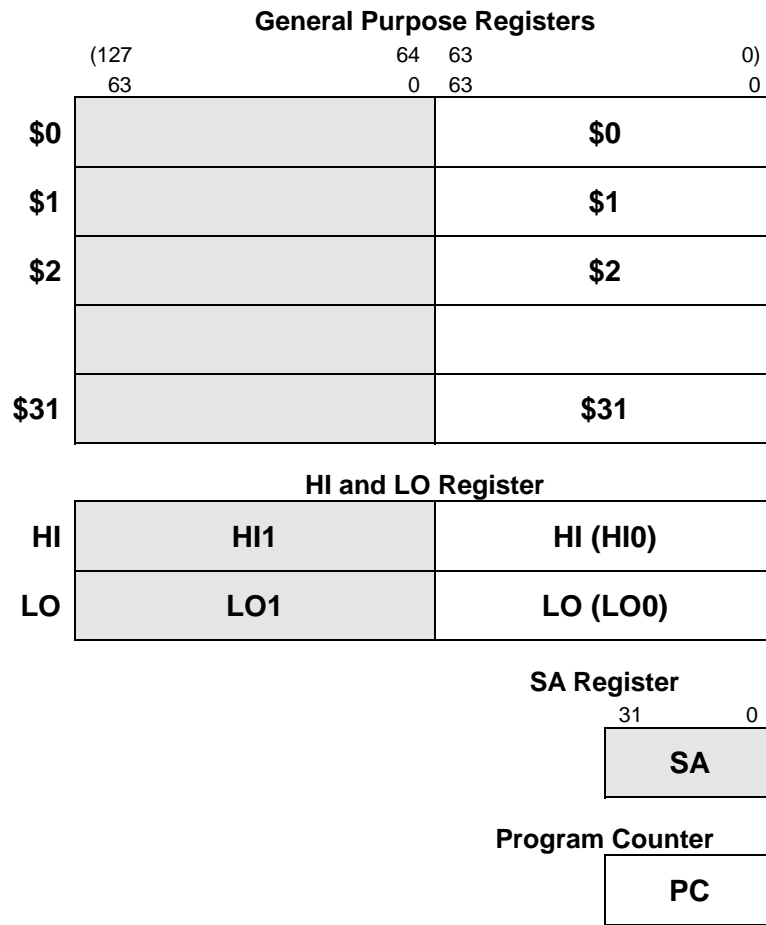 General Purpose Registers
(127 64 63 0)
63 0 63 0
$0 $0
$1 $1
$2 $2
$31 $31
HI and LO Register
HI HI1 HI (HI0)
LO LO1 LO (LO0)
SA Register
31 0
SA
Program Counter
PC